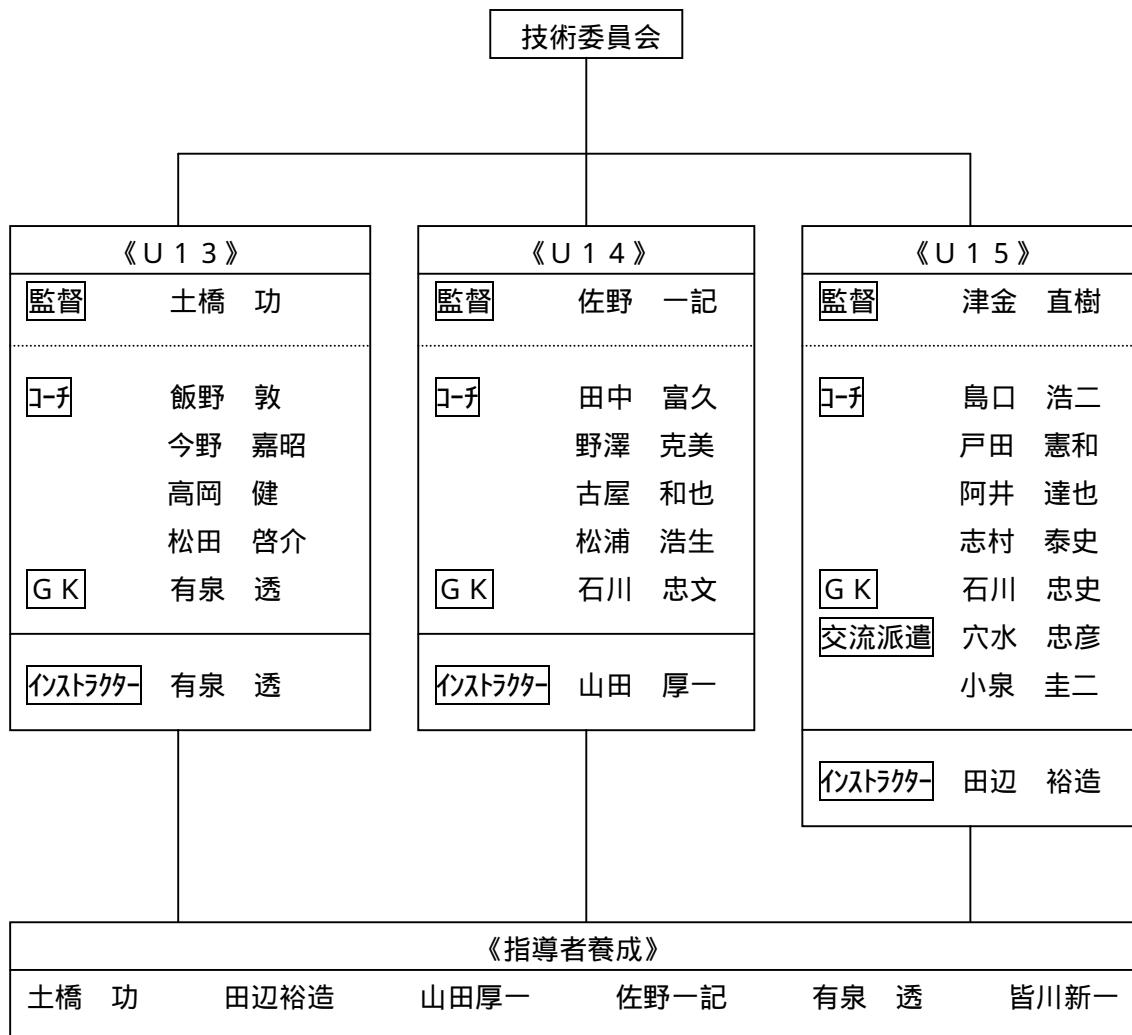 技術委員会
《Ｕ１３》
監督 土橋　功
コーチ 飯野　敦
今野　嘉昭
高岡　健
松田　啓介
ＧＫ 有泉　透
インストラクター 有泉　透
《Ｕ１４》
監督 佐野　一記
コーチ 田中　富久
野澤　克美
古屋　和也
松浦　浩生
ＧＫ 石川　忠文
インストラクター 山田　厚一
《Ｕ１５》
監督 津金　直樹
コーチ 島口　浩二
戸田　憲和
阿井　達也
志村　泰史
ＧＫ 石川　忠史
交流派遣 穴水　忠彦
小泉　圭二
インストラクター 田辺　裕造
《指導者養成》
土橋　功　田辺裕造　山田厚一　佐野一記　有泉　透　皆川新一